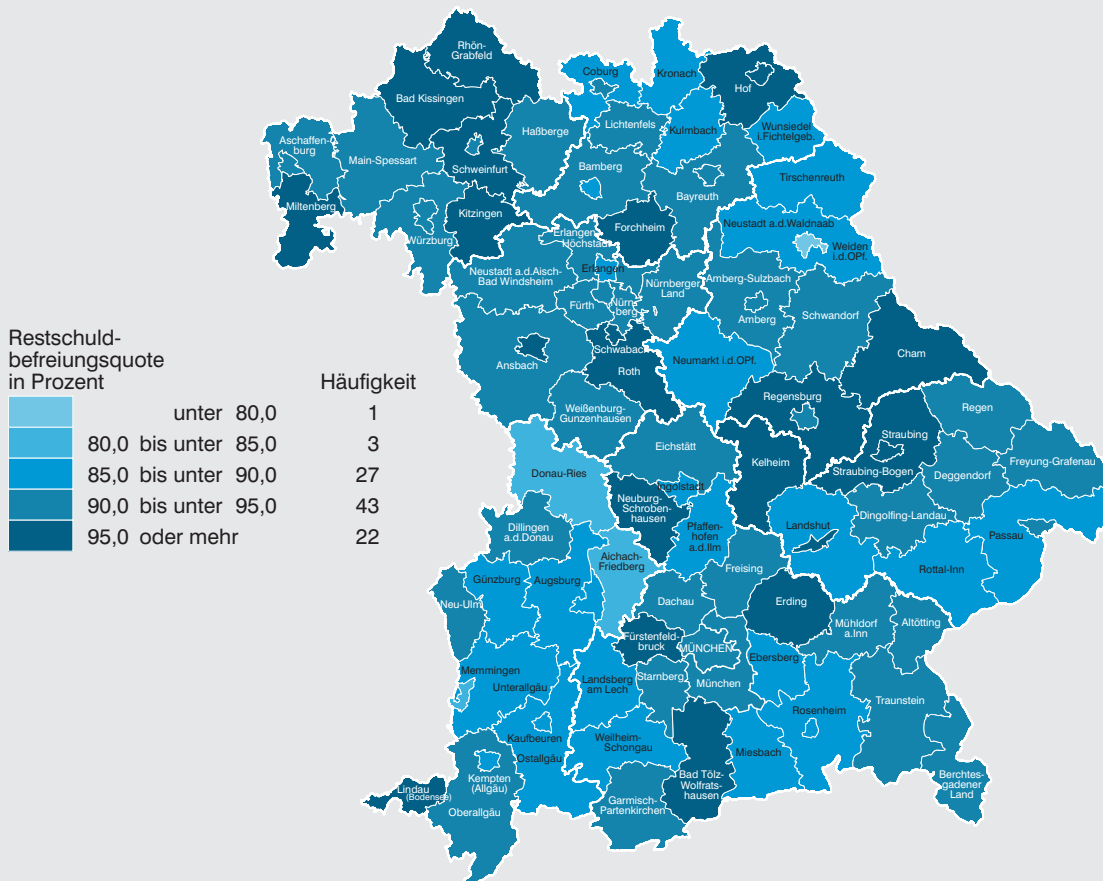 Rhön-
Grabfeld
Bad Kissingen
Coburg
Kronach
Hof
Lichtenfels
Kulmbach
Wunsiedel
i.Fichtelgeb.
Aschaffen-
burg
Main-Spessart
Haßberge
Schweinfurt
Bamberg
Bayreuth
Tirschenreuth
Miltenberg
Kitzingen
Würzburg
Forchheim
Erlangen-
Höchstadt
Neustadt a.d.Waldnaab
Weiden
i.d.OPf.
Neustadt a.d.Aisch-
Bad Windsheim
Erlangen
Fürth
Nürn-
berg
Nürnberger
Land
Amberg-Sulzbach
Amberg
Schwandorf
Ansbach
Schwabach
Roth
Neumarkt i.d.OPf.
Cham
Regensburg
Weißenburg-
Gunzenhausen
Eichstätt
Regen
Straubing
Straubing-Bogen
Deggendorf
Freyung-Grafenau
Donau-Ries
Kelheim
Ingolstadt
Neuburg-
Schroben-
hausen
Pfaffen-
hofen
a.d.Ilm
Landshut
Dingolfing-Landau
Passau
Rottal-Inn
Dillingen
a.d.Donau
Aichach-
Friedberg
Freising
Günzburg
Augsburg
Neu-Ulm
Dachau
Erding
Mühldorf
a.Inn
Altötting
Fürstenfeld-
bruck
MÜNCHEN
Ebersberg
Memmingen
Unterallgäu
Landsberg
am Lech
Starnberg
München
Rosenheim
Traunstein
Kaufbeuren
Ostallgäu
Weilheim-
Schongau
Miesbach
Bad Tölz-
Wolfrats-
hausen
Berchtes-
gadener
Land
Kempten
(Allgäu)
Lindau
(Bodensee)
Oberallgäu
Garmisch-
Partenkirchen
Restschuld-
befreiungsquote
in Prozent Häufigkeit
unter 80,0 1
80,0 bis unter 85,0 3
85,0 bis unter 90,0 27
90,0 bis unter 95,0 43
95,0 oder mehr 22